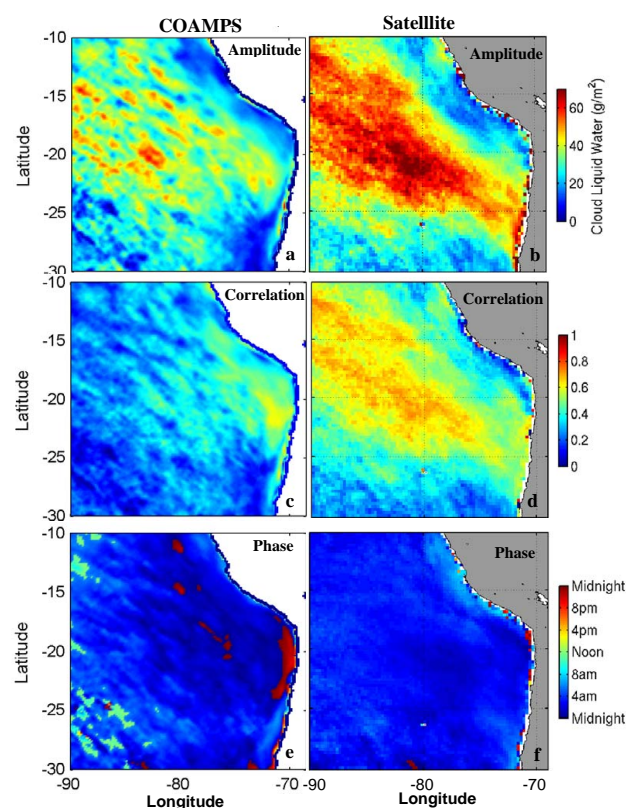 COAMPS
Satelllite
-10
-15
-20
-25
-30
Latitude
Amplitude
a
Amplitude
b
60
40
20
0
Cloud Liquid Water (g/m²)
-10
-15
-20
-25
-30
Latitude
Correlation
c
Correlation
-80
d
1
0.8
0.6
0.4
0.2
0
-10
-15
-20
-25
-30
Latitude
Phase
e
Phase
f
Midnight
8pm
4pm
Noon
8am
4am
Midnight
-90
-80
-70
Longitude
-90
-80
-70
Longitude